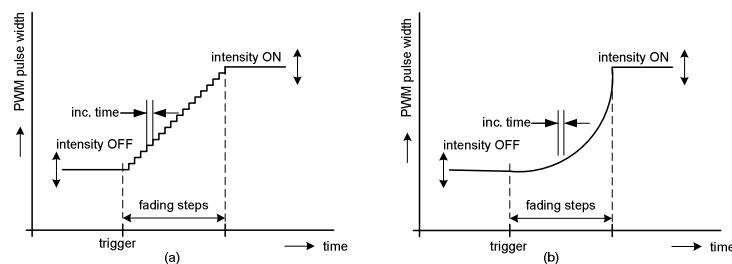 PWM pulse width
intensity ON
inc. time
intensity OFF
fading steps
trigger
time
(a)
PWM pulse width
intensity ON
inc. time
intensity OFF
fading steps
trigger
time
(b)